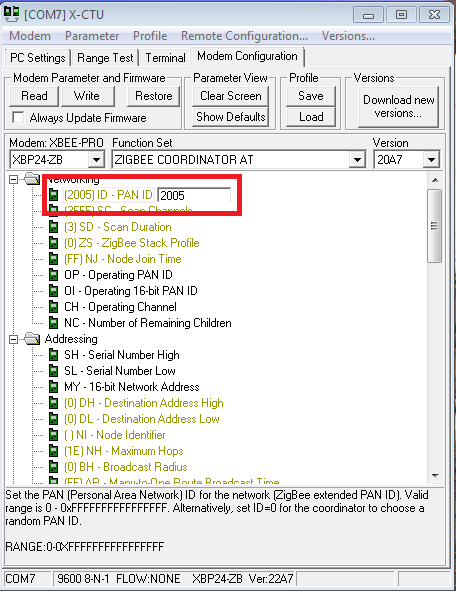 [COM7] X-CTU
Modem Parameter Profile Remote Configuration... Versions...
PC Settings Range Test Terminal Modem Configuration
Modem Parameter and Firmware Parameter View Profile Versions
Read Write Restore Clear Screen Save Download new
versions...
Always Update Firmware Show Defaults Load
Modem: XBEE-PRO Function Set Version
XBP24-ZB ZIGBEE COORDINATOR AT 20A7
Networking
(2005) ID - PAN ID 2005
SC - Scan Channels
(3) SD - Scan Duration
(0) ZS - ZigBee Stack Profile
(FF) NJ - Node Join Time
OP - Operating PAN ID
OI - Operating 16-bit PAN ID
CH - Operating Channel
NC - Number of Remaining Children
Addressing
SH - Serial Number High
SL - Serial Number Low
MY - 16-bit Network Address
(0) DH - Destination Address High
(0) DL - Destination Address Low
( ) NI - Node Identifier
(1E) NH - Maximum Hops
(0) BH - Broadcast Radius
(FF) AR - Many-to-One Route Broadcast Time
Set the PAN (Personal Area Network) ID for the network (ZigBee extended PAN ID). Valid
range is 0 - 0xFFFFFFFFFFFFFFFF. Alternatively, set ID=0 for the coordinator to choose a
random PAN ID.
RANGE:0-0XFFFFFFFFFFFFFFFF
COM7 9600 8-N-1 FLOW:NONE XBP24-ZB Ver:22A7